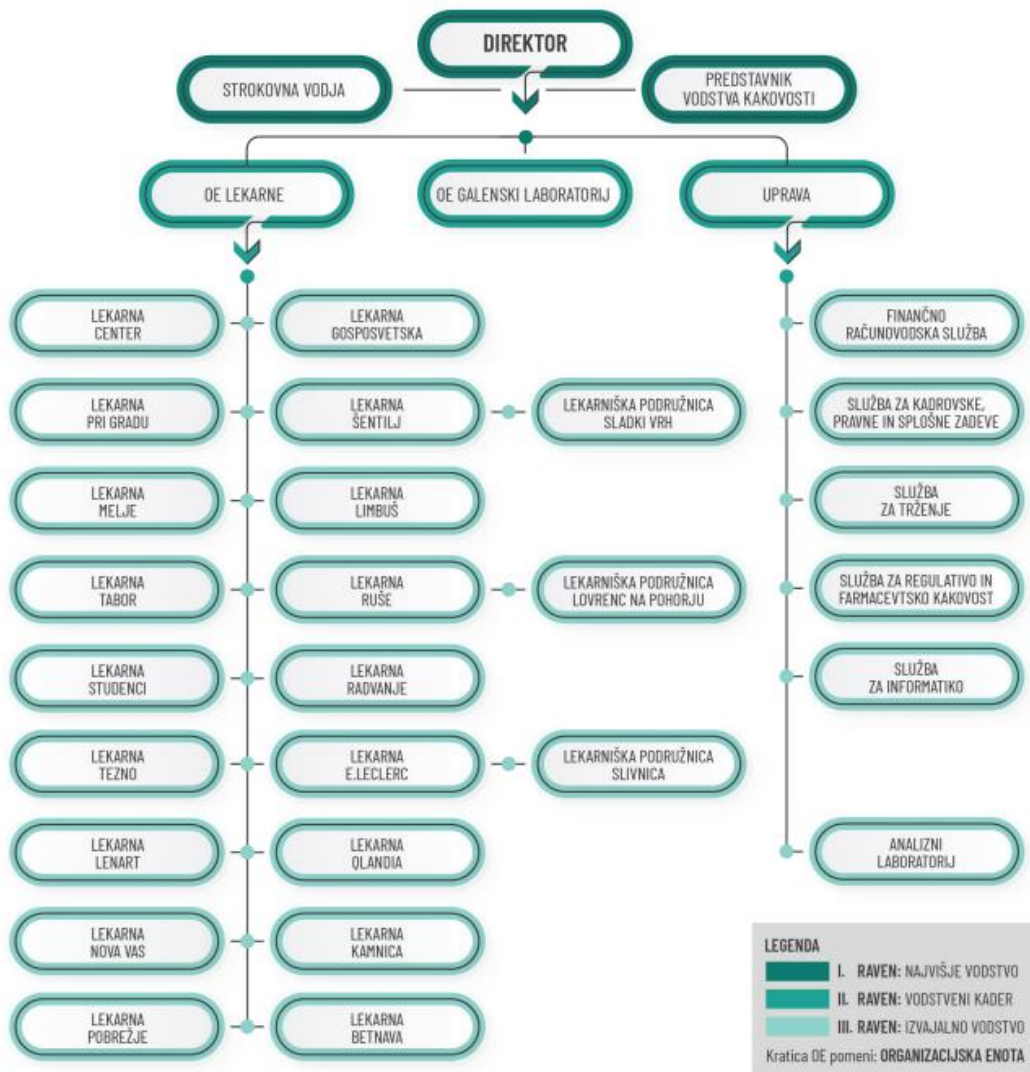 DIREKTOR
STROKOVNA VODJA
PREDSTAVNIK
VODSTVA KAKOVOSTI
OE LEKARNE
OE GALENSKI LABORATORIJ
UPRAVA
LEKARNA
CENTER
LEKARNA
GOSPOSVETSKA
FINANČNO
RAČUNOVODSKA SLUŽBA
LEKARNA
PRI GRADU
LEKARNA
ŠENTILJ
LEKARNIŠKA PODRUŽNICA
SLADKI VRH
SLUŽBA ZA KADROVSKE,
PRAVNE IN SPLOŠNE ZADEVE
LEKARNA
MELJE
LEKARNA
LIMBUŠ
SLUŽBA
ZA TRŽENJE
LEKARNA
TABOR
LEKARNA
RUŠE
LEKARNIŠKA PODRUŽNICA
LOVRENC NA POHORJU
SLUŽBA ZA REGULATIVO IN
FARMACEVTSKO KAKOVOST
LEKARNA
STUDENCI
LEKARNA
RADVANJE
SLUŽBA
ZA INFORMATIKO
LEKARNA
TEZNO
LEKARNA
E.LECLERC
LEKARNIŠKA PODRUŽNICA
SLIVNICA
LEKARNA
LENART
LEKARNA
QLANDIA
ANALIZNI
LABORATORIJ
LEKARNA
NOVA VAS
LEKARNA
KAMNICA
LEKARNA
POBREŽJE
LEKARNA
BETNAVA
LEGENDA
I. RAVEN: NAJVIŠJE VODSTVO
II. RAVEN: VODSTVENI KADER
III. RAVEN: IZVAJALNO VODSTVO
Kratica OE pomeni: ORGANIZACIJSKA ENOTA